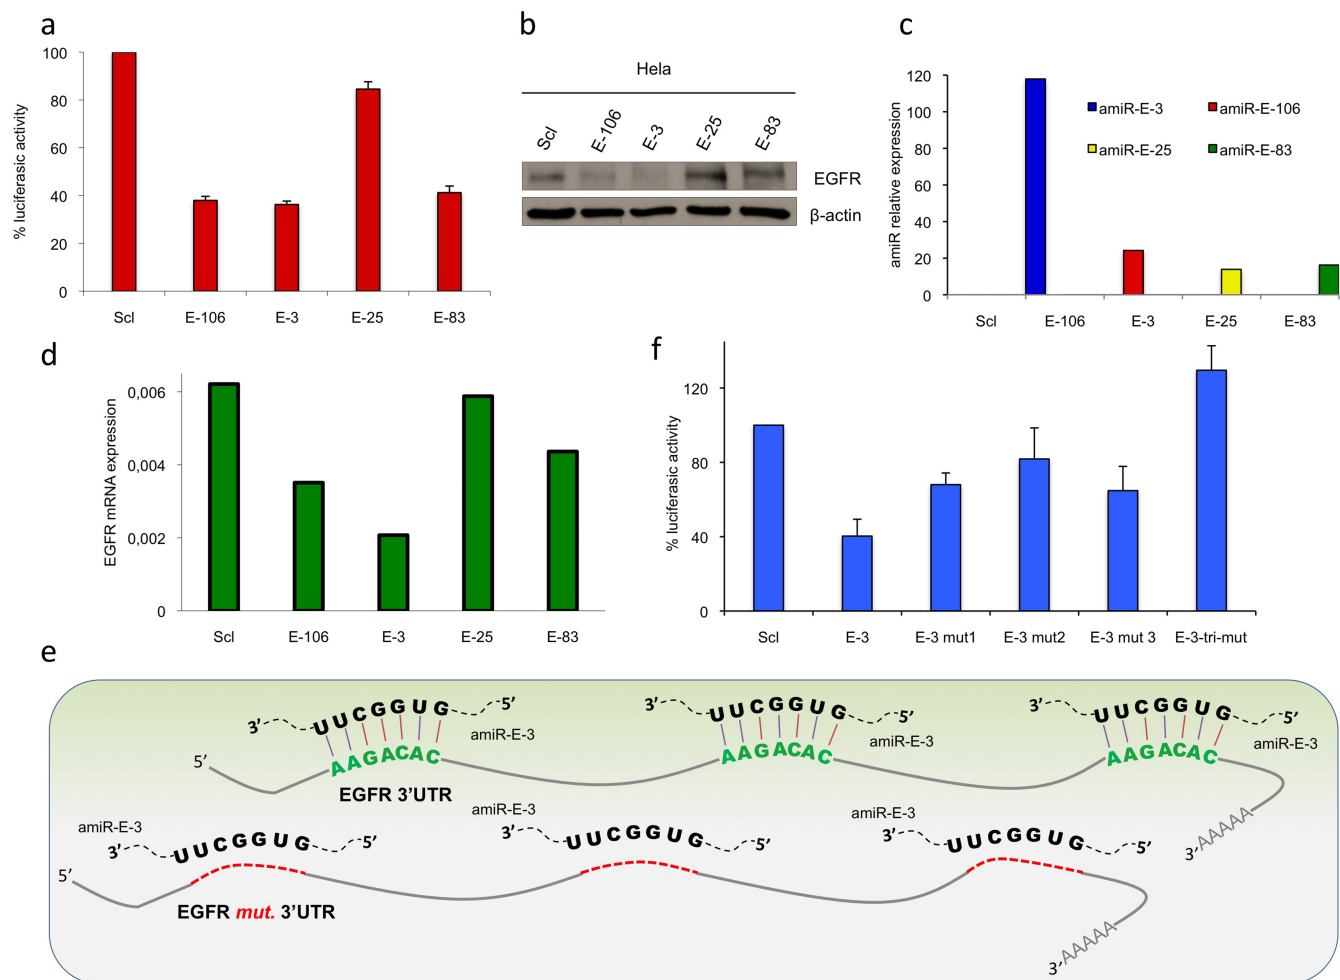 a
% luciferasic activity
100
80
60
40
20
0
Scl
E-106
E-3
E-25
E-83
b
Hela
Scl
E-106
E-3
E-25
E-83
EGFR
β-actin
c
amiR relative expression
120
100
80
60
40
20
0
amiR-E-3
amiR-E-106
amiR-E-25
amiR-E-83
Scl
E-106
E-3
E-25
E-83
d
EGFR mRNA expression
0,006
0,004
0,002
0
Scl
E-106
E-3
E-25
E-83
f
% luciferasic activity
120
80
40
0
Scl
E-3
E-3 mut1
E-3 mut2
E-3 mut 3
E-3-tri-mut
e
3’ UUCGGUG 5’
amiR-E-3
5’ AAGACAC
EGFR 3’UTR
3’ UUCGGUG 5’
amiR-E-3
AAGACAC
3’ UUCGGUG 5’
amiR-E-3
AAGACAC
3’AAAAA
amiR-E-3
3’ UUCGGUG 5’
5’
EGFR mut. 3’UTR
amiR-E-3
3’ UUCGGUG 5’
amiR-E-3
3’ UUCGGUG 5’
3’AAAAA